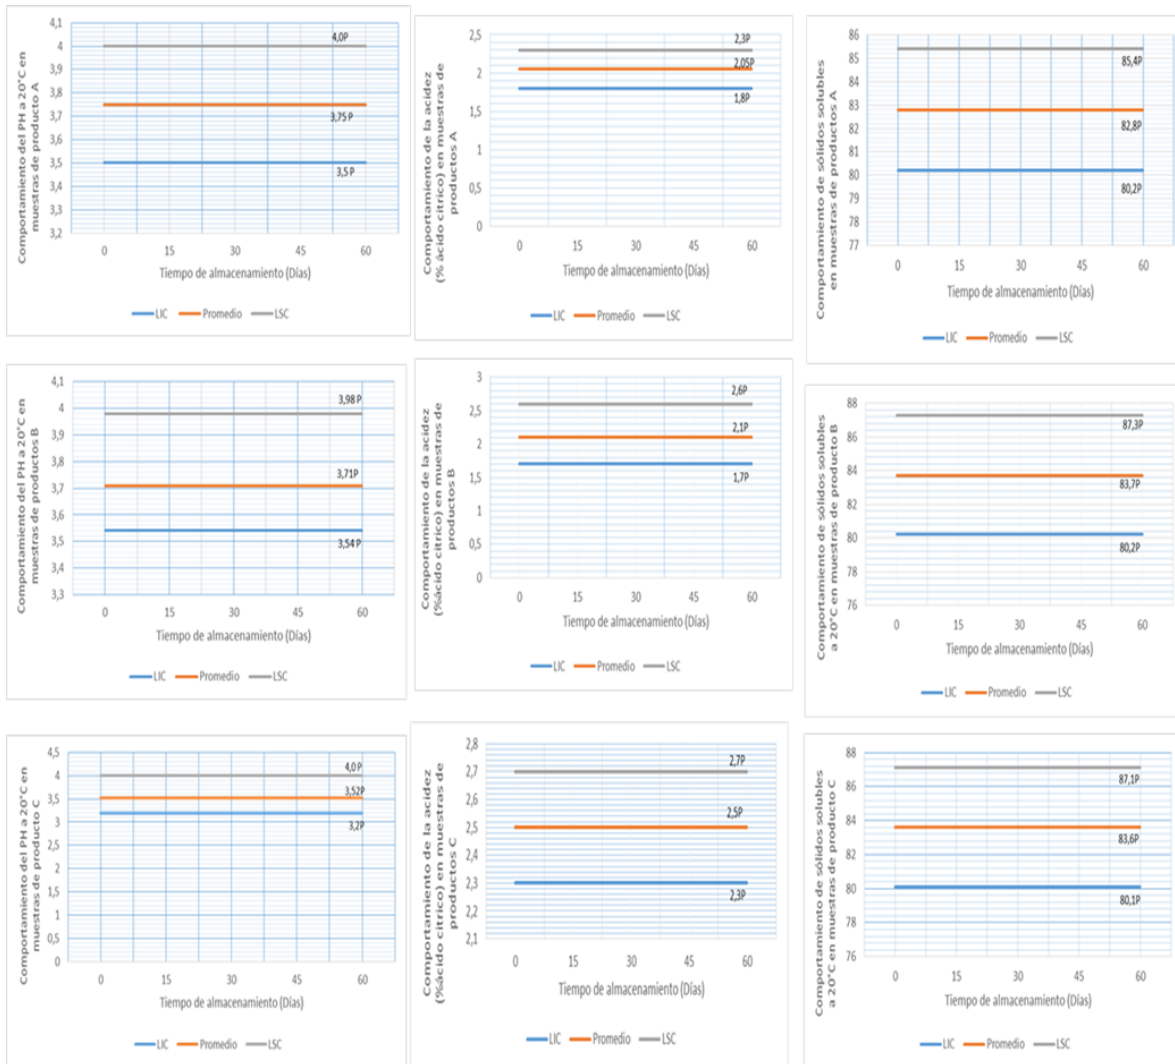 Comportamiento del PH a 20°C en
muestras de producto A
4,1
4
3,9
3,8
3,7
3,6
3,5
3,4
3,3
3,2
4,0P
3,75 P
3,5 P
0 15 30 45 60
Tiempo de almacenamiento (Días)
LIC Promedio LSC
Comportamiento de la acidez
(% ácido cítrico) en muestras de
productos A
2,5
2
1,5
1
0,5
0
2,3P
2,05P
1,8P
0 15 30 45 60
Tiempo de almacenamiento (Días)
LIC Promedio LSC
Comportamiento de sólidos solubles
en muestras de productos A
86
85
84
83
82
81
80
79
78
77
85,4P
82,8P
80,2P
0 15 30 45 60
Tiempo de almacenamiento (Días)
LIC Promedio LSC
Comportamiento del PH a 20°C en
muestras de productos B
4,1
4
3,9
3,8
3,7
3,6
3,5
3,4
3,3
3,98 P
3,71P
3,54 P
0 15 30 45 60
Tiempo de almacenamiento (Días)
LIC Promedio LSC
Comportamiento de la acidez
(%ácido cítrico) en muestras de
productos B
3
2,5
2
1,5
1
0,5
0
2,6P
2,1P
1,7P
0 15 30 45 60
Tiempo de almacenamiento (Días)
LIC Promedio LSC
Comportamiento de sólidos solubles
a 20°C en muestras de producto B
88
86
84
82
80
78
76
87,3P
83,7P
80,2P
0 15 30 45 60
Tiempo de almacenamiento (Días)
LIC Promedio LSC
Comportamiento del PH a 20°C en
muestras de producto C
4,5
4
3,5
3
2,5
2
1,5
1
0,5
0
4,0 P
3,52P
3,2P
0 15 30 45 60
Tiempo de almacenamiento (Días)
LIC Promedio LSC
Comportamiento de la acidez
(%ácido cítrico) en muestras de
productos C
2,8
2,7
2,6
2,5
2,4
2,3
2,2
2,1
2,7P
2,5P
2,3P
0 15 30 45 60
Tiempo de almacenamiento (Días)
LIC Promedio LSC
Comportamiento de sólidos solubles
a 20°C en muestras de producto C
88
86
84
82
80
78
76
87,1P
83,6P
80,1P
0 15 30 45 60
Tiempo de almacenamiento (Días)
LIC Promedio LSC